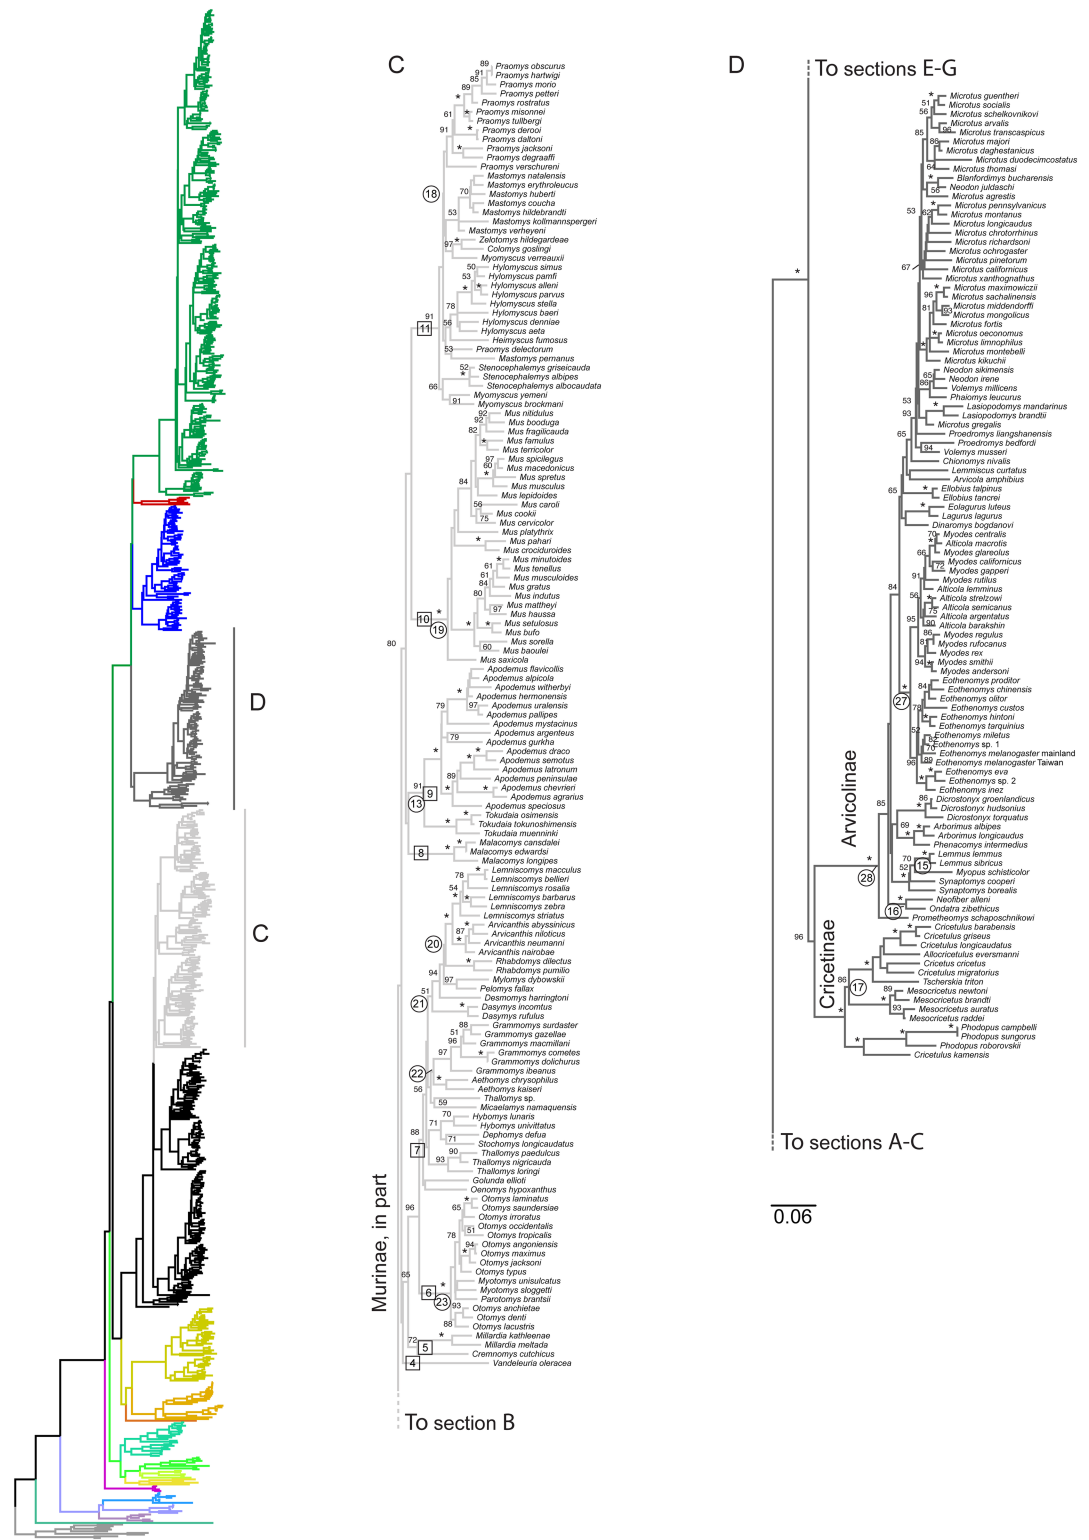 D
C
C
Praomys obscurus
Praomys hartwigi
Praomys morio
Praomys petteri
Praomys rostratus
Praomys misonnei
Praomys tullbergi
Praomys derooi
Praomys daltoni
Praomys jacksoni
Praomys degraaffi
Praomys verschureni
Mastomys natalensis
Mastomys erythroleucus
Mastomys huberti
Mastomys coucha
Mastomys hildebrandti
Mastomys kollmannspergeri
Mastomys verheyeni
Zelotomys hildegardeae
Colomys goslingi
Myomyscus verreauxii
Hylomyscus simus
Hylomyscus pamfi
Hylomyscus alleni
Hylomyscus parvus
Hylomyscus stella
Hylomyscus baeri
Hylomyscus denniae
Hylomyscus aeta
Heimyscus fumosus
Praomys delectorum
Mastomys pernanus
Stenocephalemys griseicauda
Stenocephalemys albipes
Stenocephalemys albocaudata
Myomyscus yemeni
Myomyscus brockmani
Mus nitidulus
Mus booduga
Mus fragilicauda
Mus famulus
Mus terricolor
Mus spicilegus
Mus macedonicus
Mus spretus
Mus musculus
Mus lepidoides
Mus caroli
Mus cookii
Mus cervicolor
Mus platythrix
Mus pahari
Mus crociduroides
Mus minutoides
Mus tenellus
Mus musculoides
Mus gratus
Mus indutus
Mus mattheyi
Mus haussa
Mus setulosus
Mus bufo
Mus sorella
Mus baoulei
Mus saxicola
Apodemus flavicollis
Apodemus alpicola
Apodemus witherbyi
Apodemus hermonensis
Apodemus uralensis
Apodemus pallipes
Apodemus mystacinus
Apodemus argenteus
Apodemus gurkha
Apodemus draco
Apodemus semotus
Apodemus latronum
Apodemus peninsulae
Apodemus chevrieri
Apodemus agrarius
Apodemus speciosus
Tokudaia osimensis
Tokudaia tokunoshimensis
Tokudaia muenninki
Malacomys cansdalei
Malacomys edwardsi
Malacomys longipes
Lemniscomys macculus
Lemniscomys bellieri
Lemniscomys rosalia
Lemniscomys barbarus
Lemniscomys zebra
Lemniscomys striatus
Arvicanthis abyssinicus
Arvicanthis niloticus
Arvicanthis neumanni
Arvicanthis nairobae
Rhabdomys dilectus
Rhabdomys pumilio
Mylomys dybowskii
Pelomys fallax
Desmomys harringtoni
Dasymys incomtus
Dasymys rufulus
Grammomys surdaster
Grammomys gazellae
Grammomys macmillani
Grammomys cometes
Grammomys dolichurus
Grammomys ibeanus
Aethomys chrysophilus
Aethomys kaiseri
Thallomys sp.
Micaelamys namaquensis
Hybomys lunaris
Hybomys univittatus
Dephomys defua
Stochomys longicaudatus
Thallomys paedulcus
Thallomys nigricauda
Thallomys loringi
Golunda ellioti
Oenomys hypoxanthus
Otomys laminatus
Otomys saundersiae
Otomys irroratus
Otomys occidentalis
Otomys tropicalis
Otomys angoniensis
Otomys maximus
Otomys jacksoni
Otomys typus
Myotomys unisulcatus
Myotomys sloggetti
Parotomys brantsii
Otomys anchietae
Otomys denti
Otomys lacustris
Millardia kathleenae
Millardia meltada
Cremnomys cutchicus
Vandeleuria oleracea
Murinae, in part
To section B
18
11
10
19
9
13
8
20
21
22
7
6
23
5
4
D
To sections E-G
Microtus guentheri
Microtus socialis
Microtus schelkovnikovi
Microtus arvalis
Microtus transcaspicus
Microtus majori
Microtus daghestanicus
Microtus duodecimcostatus
Microtus thomasi
Blanfordimys bucharensis
Neodon juldaschi
Microtus agrestis
Microtus pennsylvanicus
Microtus montanus
Microtus longicaudus
Microtus chrotorrhinus
Microtus richardsoni
Microtus ochrogaster
Microtus pinetorum
Microtus californicus
Microtus xanthognathus
Microtus maximowiczii
Microtus sachalinensis
Microtus middendorffi
Microtus mongolicus
Microtus fortis
Microtus oeconomus
Microtus limnophilus
Microtus montebelli
Microtus kikuchii
Neodon sikimensis
Neodon irene
Volemys millicens
Phaiomys leucurus
Lasiopodomys mandarinus
Lasiopodomys brandtii
Microtus gregalis
Proedromys liangshanensis
Proedromys bedfordi
Volemys musseri
Chionomys nivalis
Lemmiscus curtatus
Arvicola amphibius
Ellobius talpinus
Ellobius tancrei
Eolagurus luteus
Lagurus lagurus
Dinaromys bogdanovi
Myodes centralis
Alticola macrotis
Myodes glareolus
Myodes californicus
Myodes gapperi
Myodes rutilus
Alticola lemminus
Alticola strelzowi
Alticola semicanus
Alticola argentatus
Alticola barakshin
Myodes regulus
Myodes rufocanus
Myodes rex
Myodes smithii
Myodes andersoni
Eothenomys proditor
Eothenomys chinensis
Eothenomys olitor
Eothenomys custos
Eothenomys hintoni
Eothenomys tarquinius
Eothenomys miletus
Eothenomys sp. 1
Eothenomys melanogaster mainland
Eothenomys melanogaster Taiwan
Eothenomys eva
Eothenomys sp. 2
Eothenomys inez
Dicrostonyx groenlandicus
Dicrostonyx hudsonius
Dicrostonyx torquatus
Arborimus albipes
Arborimus longicaudus
Phenacomys intermedius
Lemmus lemmus
Lemmus sibricus
Myopus schisticolor
Synaptomys cooperi
Synaptomys borealis
Neofiber alleni
Ondatra zibethicus
Prometheomys schaposchnikowi
Cricetulus barabensis
Cricetulus griseus
Cricetulus longicaudatus
Allocricetulus eversmanni
Cricetus cricetus
Cricetulus migratorius
Tscherskia triton
Mesocricetus newtoni
Mesocricetus brandti
Mesocricetus auratus
Mesocricetus raddei
Phodopus campbelli
Phodopus sungorus
Phodopus roborovskii
Cricetulus kamensis
Arvicolinae
Cricetinae
27
28
15
16
17
To sections A-C
0.06